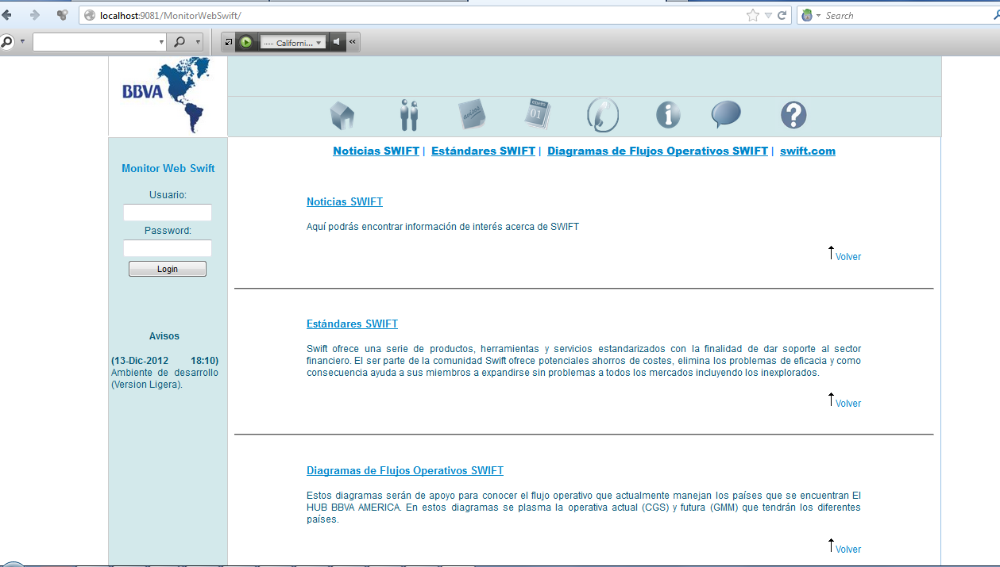 localhost:9081/MonitorWebSwift/
Search
Californi...
BBVA
avisos
enero
01
Noticias SWIFT | Estándares SWIFT | Diagramas de Flujos Operativos SWIFT | swift.com
Monitor Web Swift
Usuario:
Password:
Login
Avisos
(13-Dic-2012 18:10)
Ambiente de desarrollo
(Version Ligera).
Noticias SWIFT
Aquí podrás encontrar información de interés acerca de SWIFT
Volver
Estándares SWIFT
Swift ofrece una serie de productos, herramientas y servicios estandarizados con la finalidad de dar soporte al sector
financiero. El ser parte de la comunidad Swift ofrece potenciales ahorros de costes, elimina los problemas de eficacia y como
consecuencia ayuda a sus miembros a expandirse sin problemas a todos los mercados incluyendo los inexplorados.
Volver
Diagramas de Flujos Operativos SWIFT
Estos diagramas serán de apoyo para conocer el flujo operativo que actualmente manejan los países que se encuentran El
HUB BBVA AMERICA. En estos diagramas se plasma la operativa actual (CGS) y futura (GMM) que tendrán los diferentes
países.
Volver